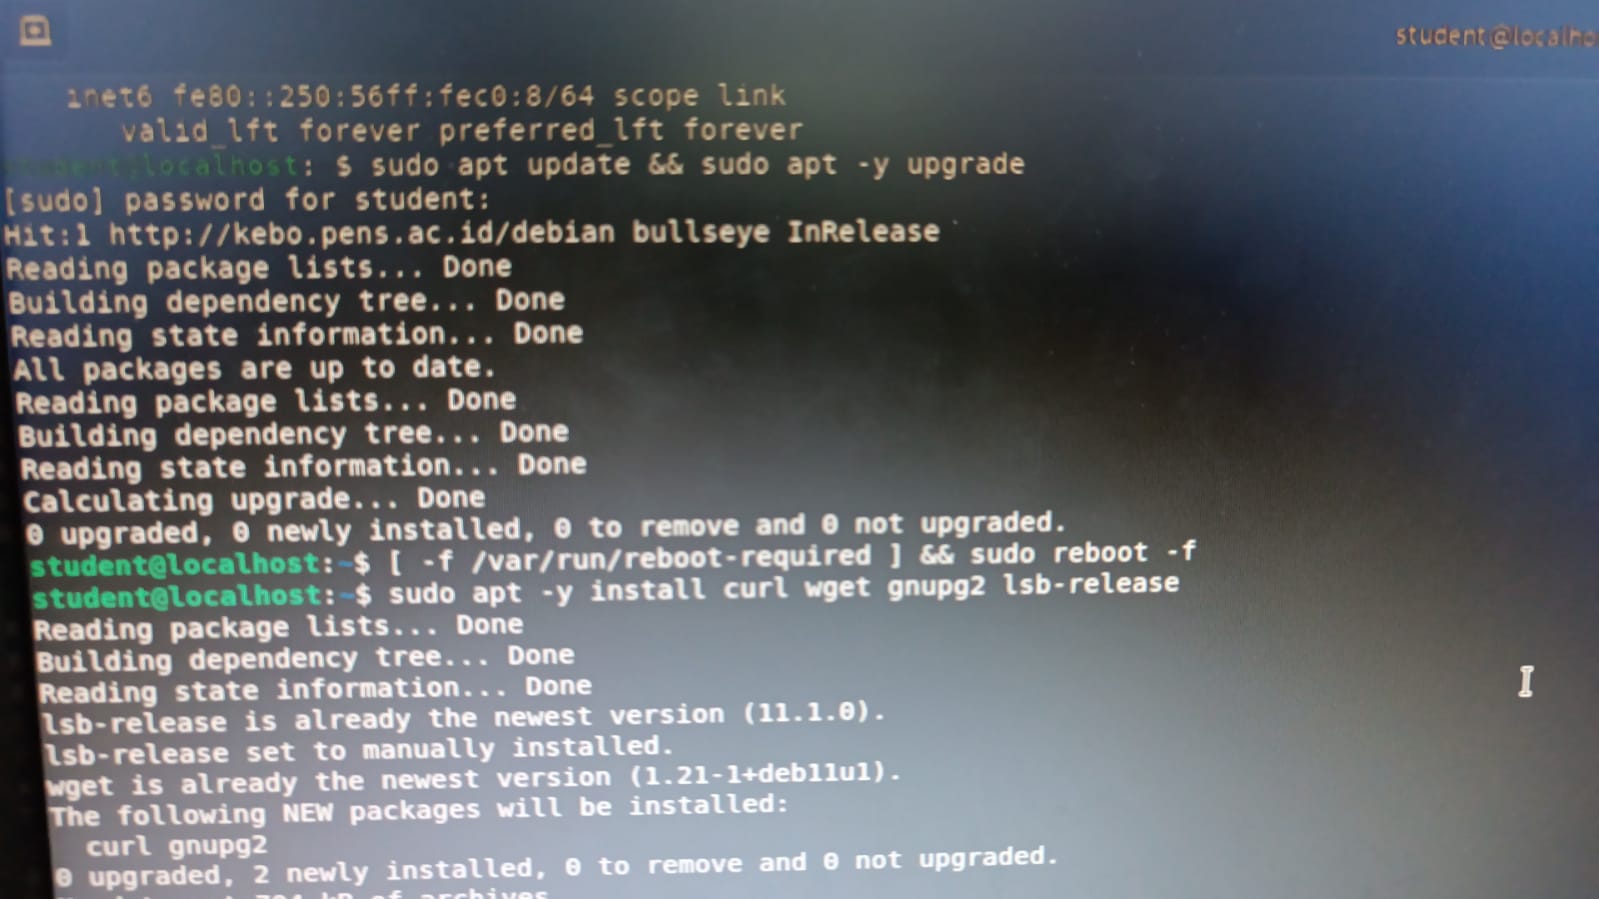 student@localho
inet6 fe80::250:56ff:fec0:8/64 scope link
valid_lft forever preferred_lft forever
student@localhost: $ sudo apt update && sudo apt -y upgrade
[sudo] password for student:
Hit:1 http://kebo.pens.ac.id/debian bullseye InRelease
Reading package lists... Done
Building dependency tree... Done
Reading state information... Done
All packages are up to date.
Reading package lists... Done
Building dependency tree... Done
Reading state information... Done
Calculating upgrade... Done
0 upgraded, 0 newly installed, 0 to remove and 0 not upgraded.
student@localhost:~$ [ -f /var/run/reboot-required ] && sudo reboot -f
student@localhost:~$ sudo apt -y install curl wget gnupg2 lsb-release
Reading package lists... Done
Building dependency tree... Done
Reading state information... Done
lsb-release is already the newest version (11.1.0).
lsb-release set to manually installed.
wget is already the newest version (1.21-1+deb11u1).
The following NEW packages will be installed:
curl gnupg2
0 upgraded, 2 newly installed, 0 to remove and 0 not upgraded.
kB of archives